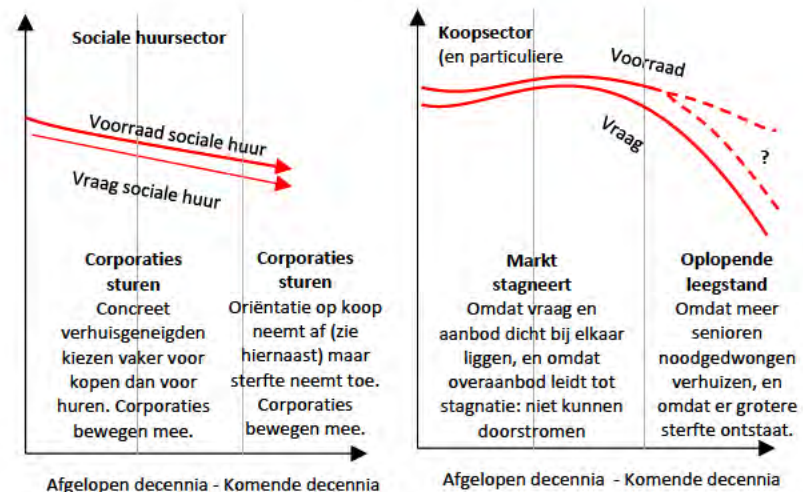 Sociale huursector
Voorraad sociale huur
Vraag sociale huur
Corporaties
sturen
Concreet
verhuisgeneigden
kiezen vaker voor
kopen dan voor
huren. Corporaties
bewegen mee.
Corporaties
sturen
Oriëntatie op koop
neemt af (zie
hiernaast) maar
sterfte neemt toe.
Corporaties
bewegen mee.
Afgelopen decennia - Komende decennia
Koopsector
(en particuliere
Voorraad
Vraag
?
Markt
stagneert
Omdat vraag en
aanbod dicht bij elkaar
liggen, en omdat
overaanbod leidt tot
stagnatie: niet kunnen
doorstromen
Oplopende
leegstand
Omdat meer
senioren
noodgedwongen
verhuizen, en
omdat er grotere
sterfte ontstaat.
Afgelopen decennia - Komende decennia